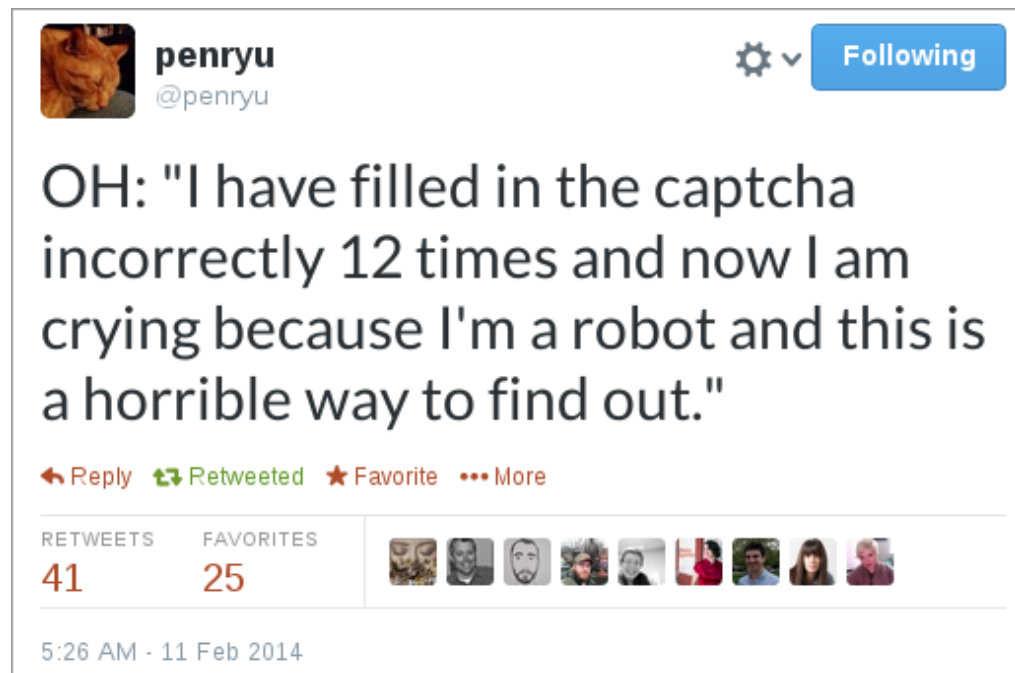 penryu
@penryu
Following
OH: "I have filled in the captcha
incorrectly 12 times and now I am
crying because I'm a robot and this is
a horrible way to find out."
Reply Retweeted Favorite More
RETWEETS FAVORITES
41 25
5:26 AM - 11 Feb 2014